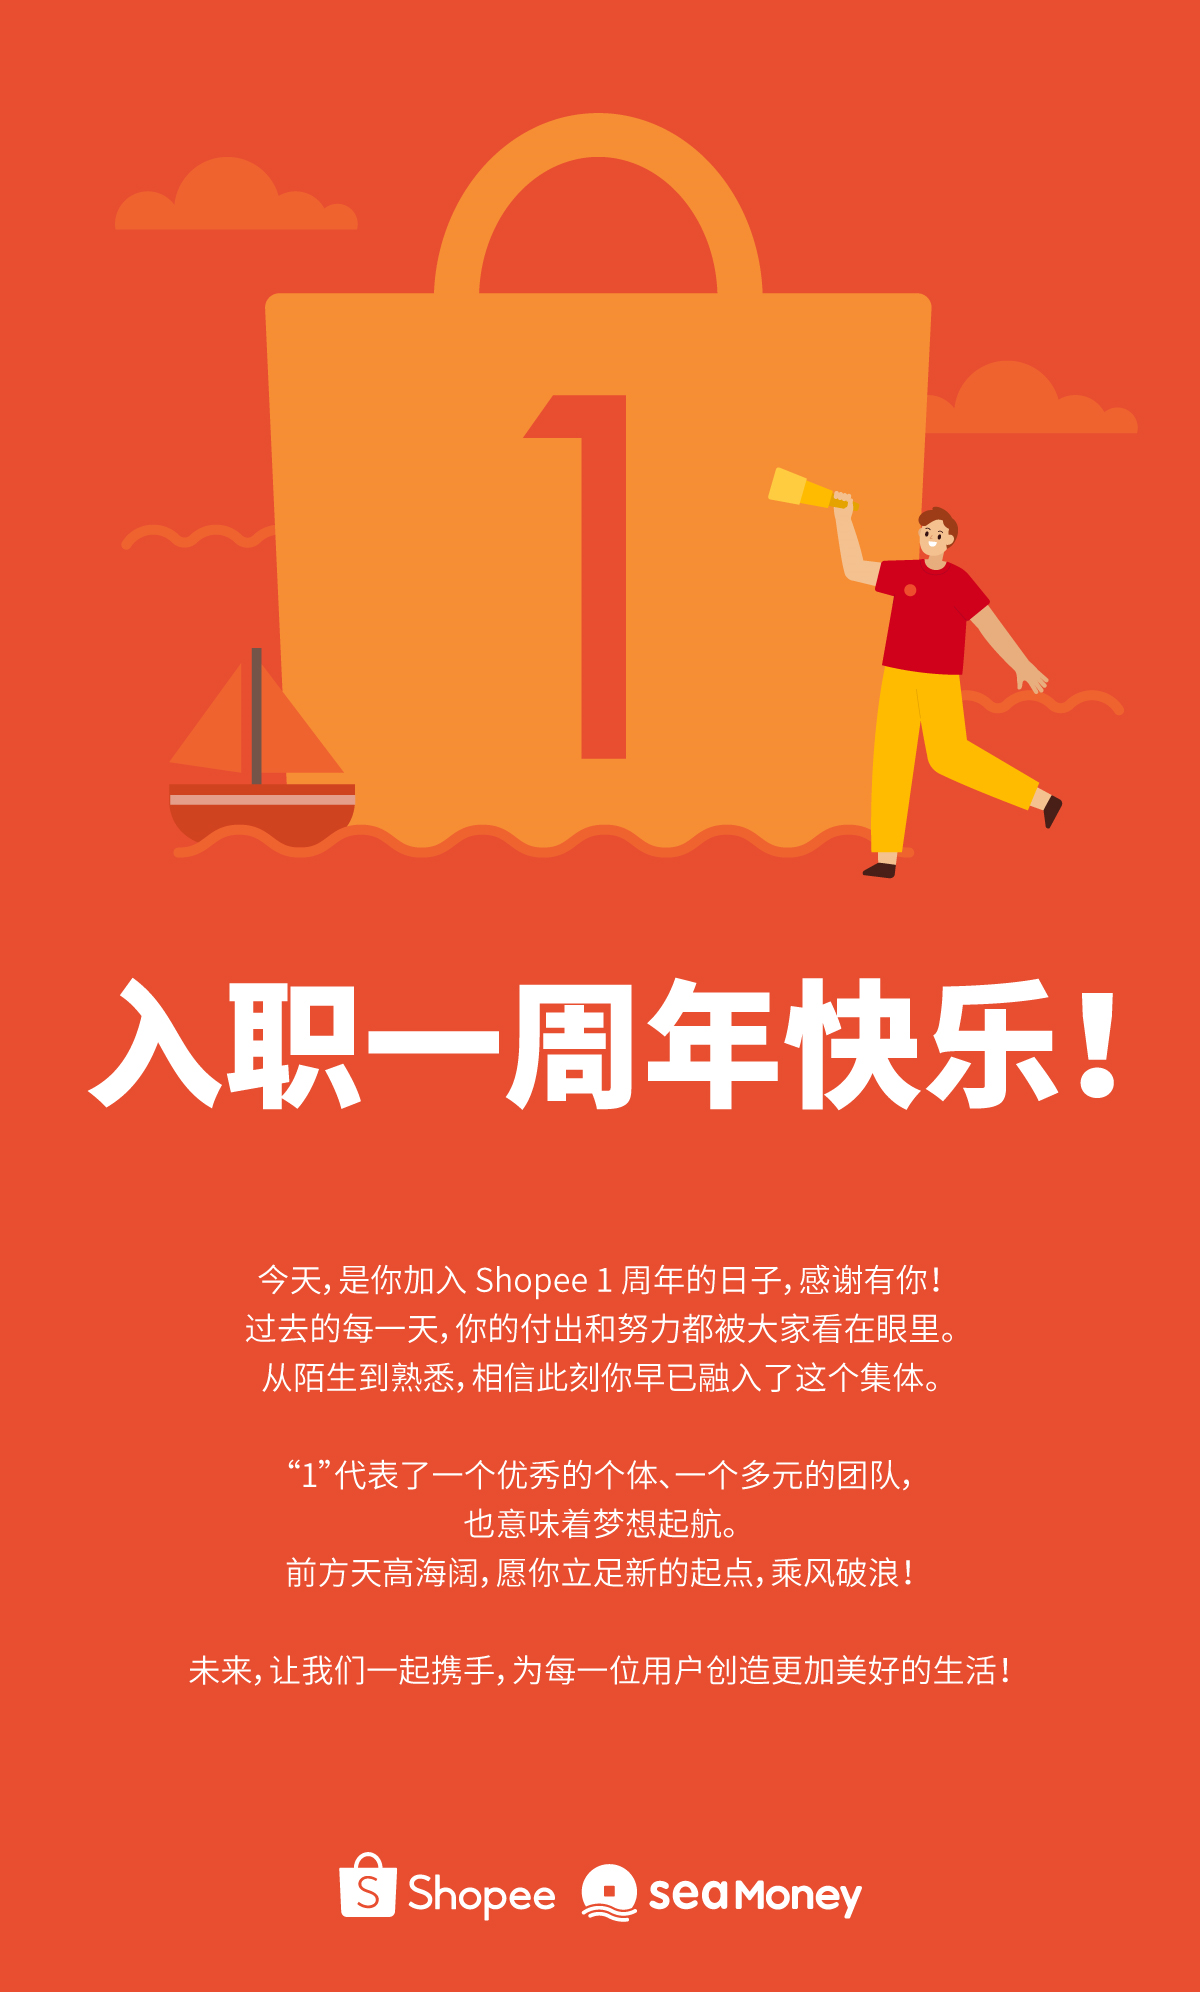 1
入职一周年快乐！
今天，是你加入 Shopee 1 周年的日子，感谢有你！
过去的每一天，你的付出和努力都被大家看在眼里。
从陌生到熟悉，相信此刻你早已融入了这个集体。
“1”代表了一个优秀的个体、一个多元的团队，
也意味着梦想起航。
前方天高海阔，愿你立足新的起点，乘风破浪！
未来，让我们一起携手，为每一位用户创造更加美好的生活！
S Shopee sea Money